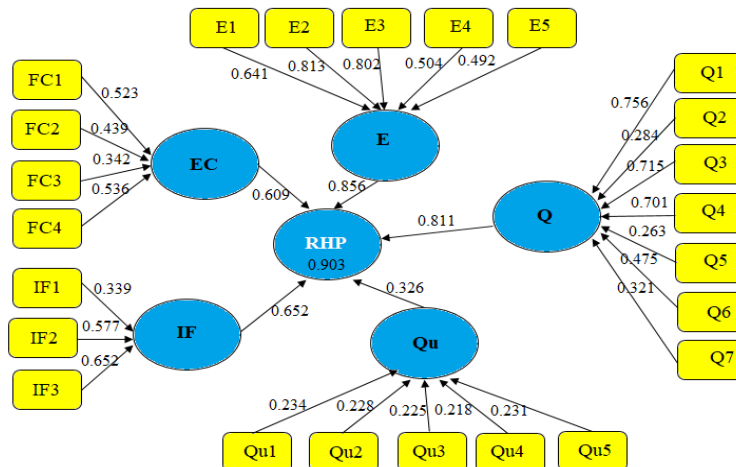 E1
E2
E3
E4
E5
0.641
0.813
0.802
0.504
0.492
FC1
FC2
FC3
FC4
0.523
0.439
0.342
0.536
EC
0.609
E
0.856
Q1
Q2
Q3
Q4
Q5
Q6
Q7
0.756
0.284
0.715
0.701
0.263
0.475
0.321
Q
0.811
RHP
0.903
IF1
IF2
IF3
0.339
0.577
0.652
IF
0.652
0.326
Qu
0.234
0.228
0.225
0.218
0.231
Qu1
Qu2
Qu3
Qu4
Qu5